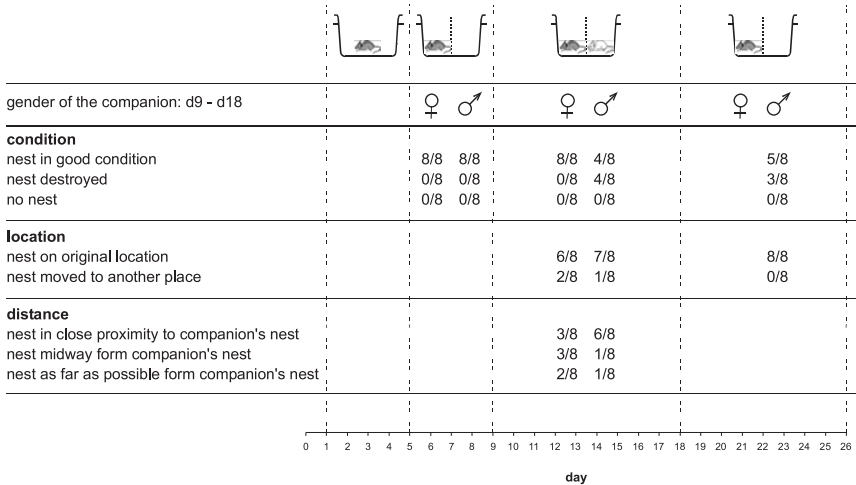 gender of the companion: d9 - d18 ♀ ♂ ♀ ♂ ♀ ♂
condition
nest in good condition 8/8 8/8 8/8 4/8 5/8
nest destroyed 0/8 0/8 0/8 4/8 3/8
no nest 0/8 0/8 0/8 0/8 0/8
location
nest on original location 6/8 7/8 8/8
nest moved to another place 2/8 1/8 0/8
distance
nest in close proximity to companion's nest 3/8 6/8
nest midway form companion's nest 3/8 1/8
nest as far as possible form companion's nest 2/8 1/8
0 1 2 3 4 5 6 7 8 9 10 11 12 13 14 15 16 17 18 19 20 21 22 23 24 25 26
day